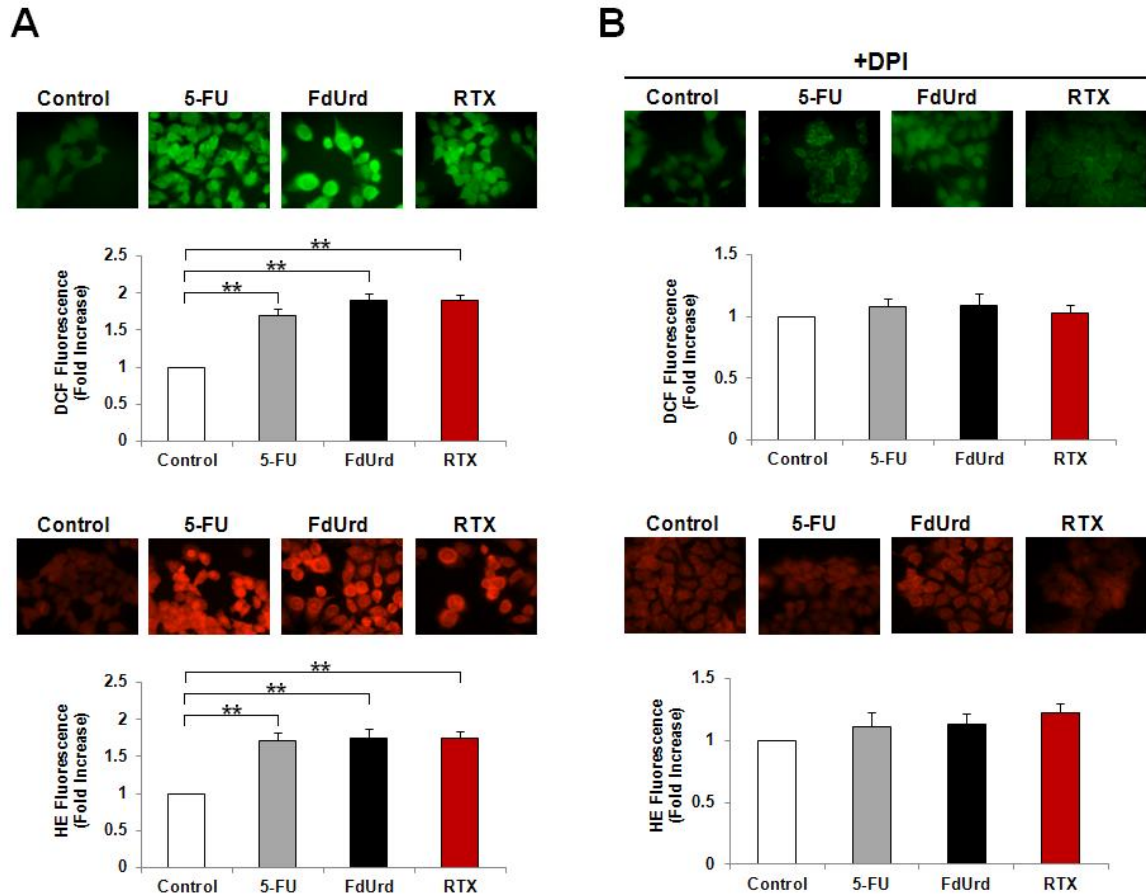 A
Control 5-FU FdUrd RTX
DCF Fluorescence
(Fold Increase)
2.5
2
1.5
1
0.5
0
**
**
**
Control 5-FU FdUrd RTX
Control 5-FU FdUrd RTX
HE Fluorescence
(Fold Increase)
2.5
2
1.5
1
0.5
0
**
**
**
Control 5-FU FdUrd RTX
B
+DPI
Control 5-FU FdUrd RTX
DCF Fluorescence
(Fold Increase)
1.5
1
0.5
0
Control 5-FU FdUrd RTX
Control 5-FU FdUrd RTX
HE Fluorescence
(Fold Increase)
1.5
1
0.5
0
Control 5-FU FdUrd RTX